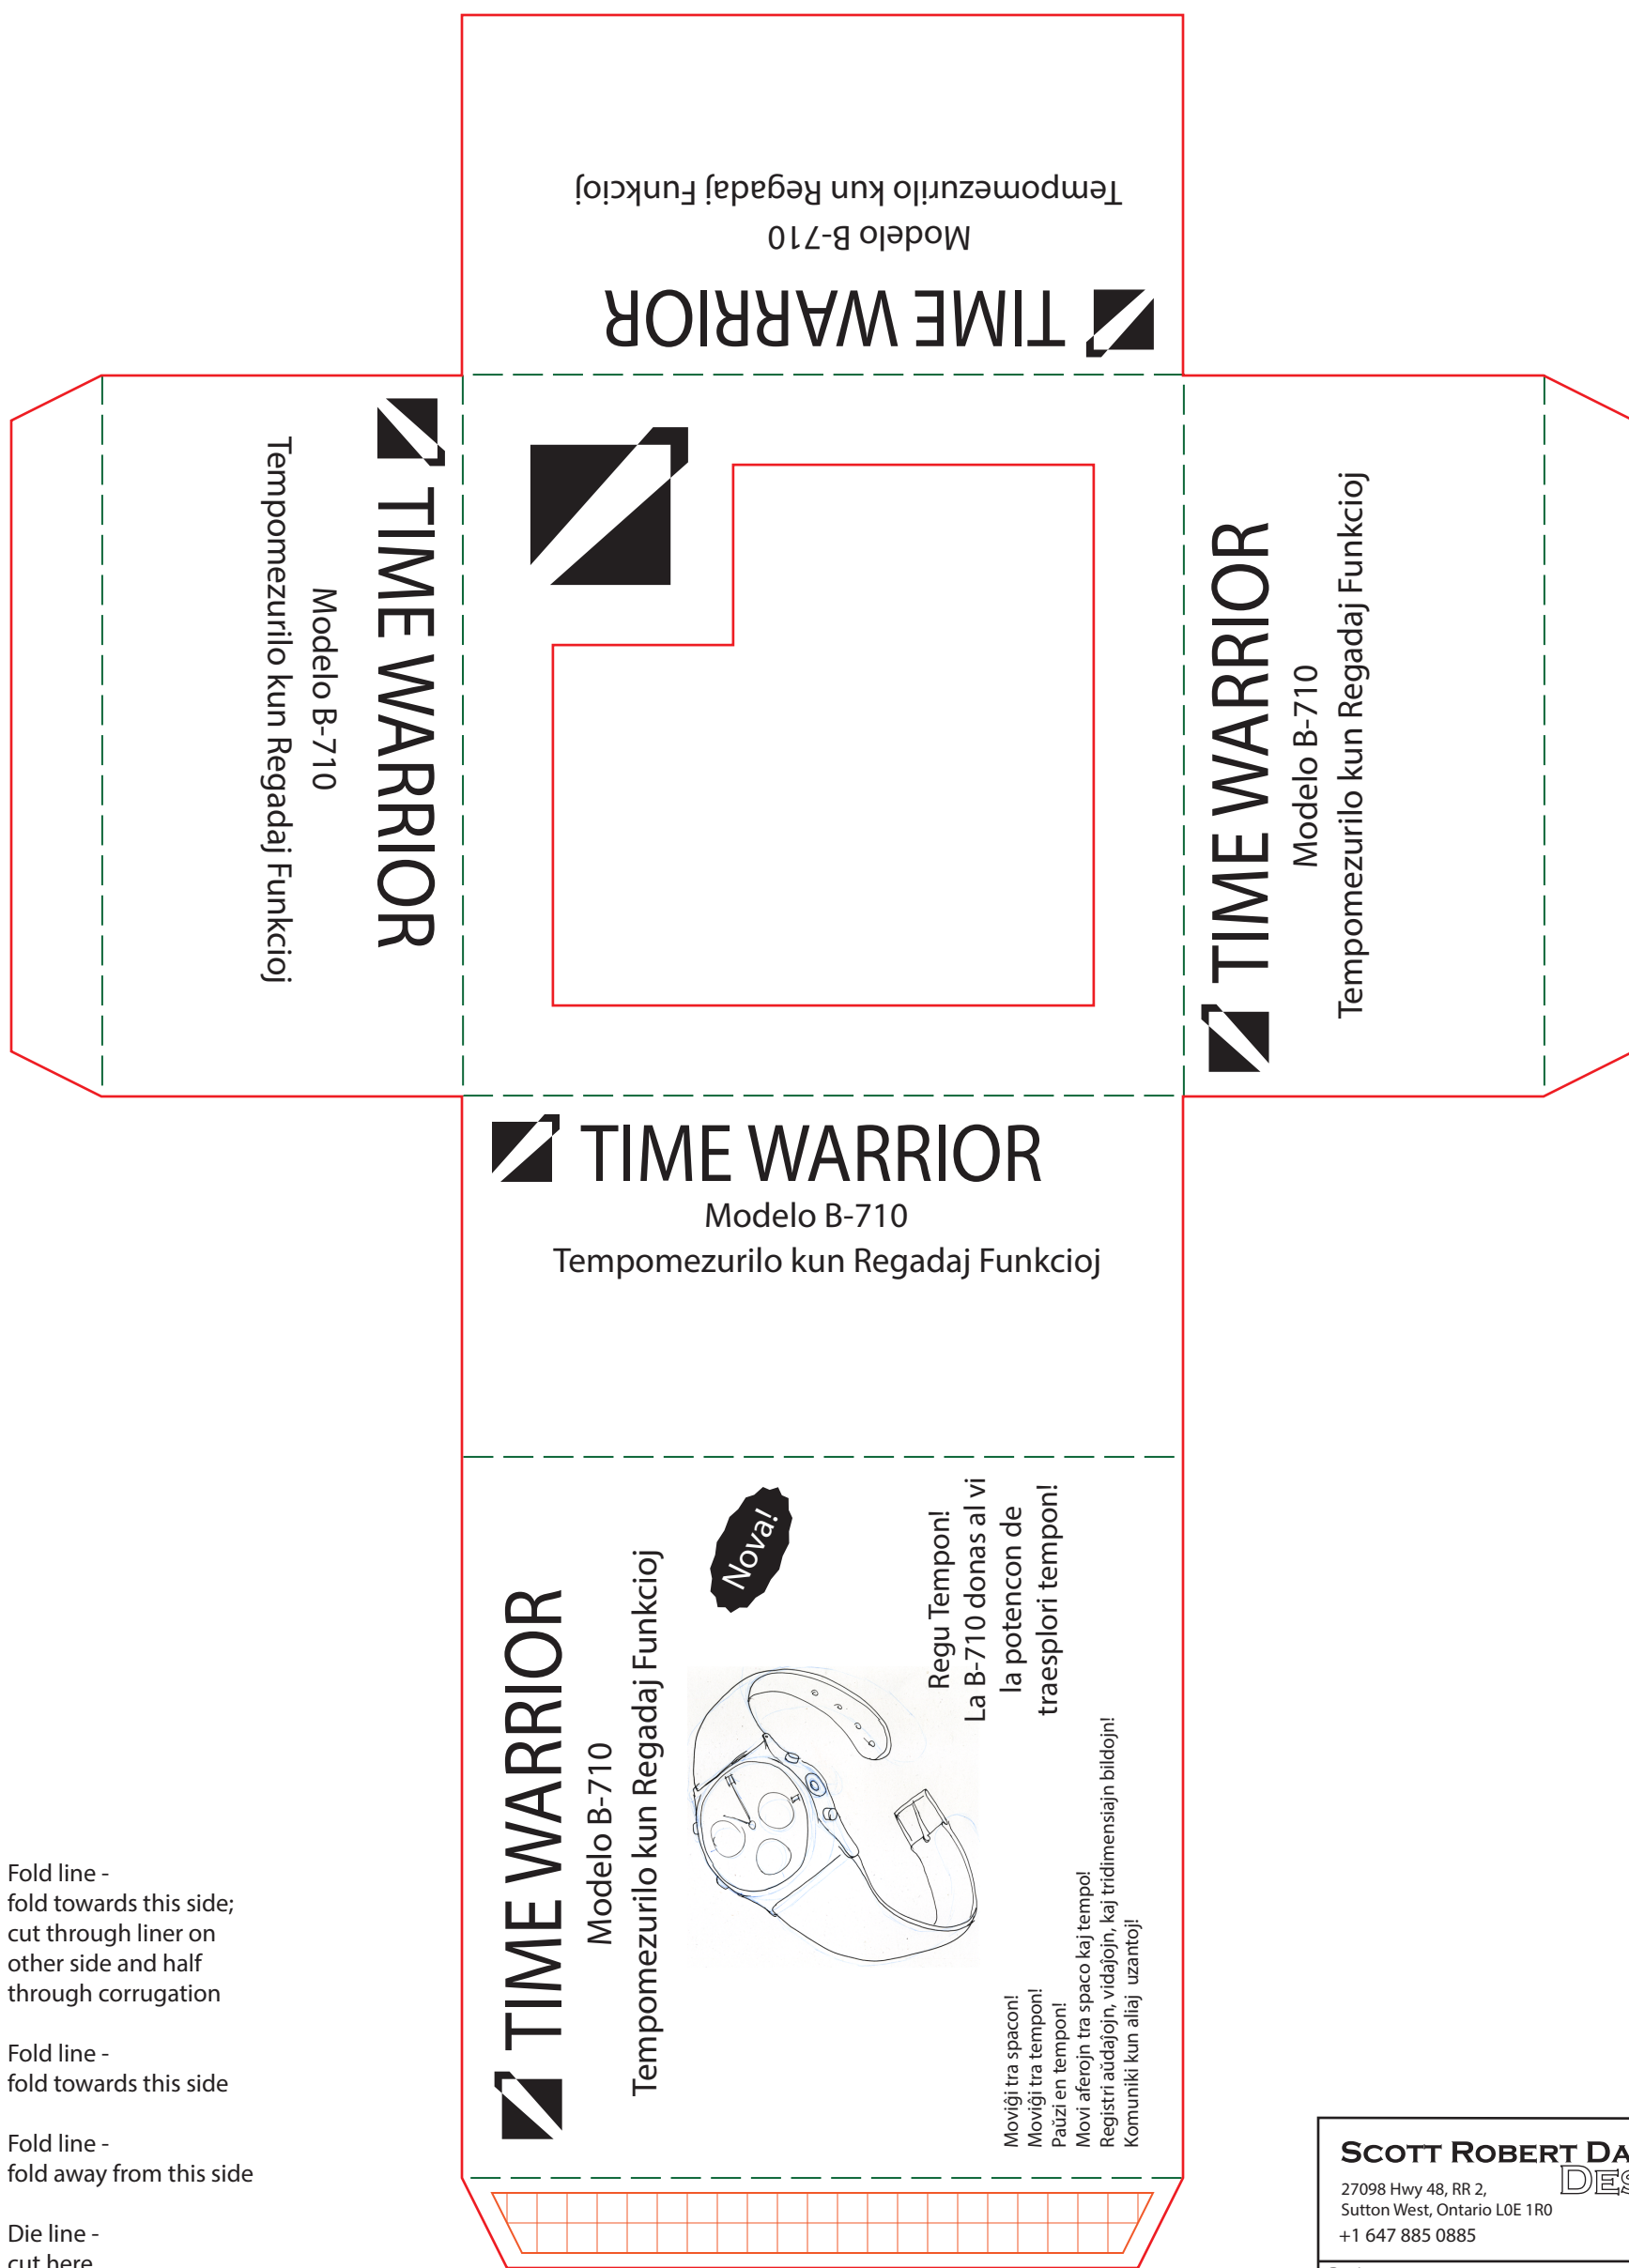 Tempomezurilo kun Regadaj Funkcioj
Modelo B-710
TIME WARRIOR
TIME WARRIOR
Modelo B-710
Tempomezurilo kun Regadaj Funkcioj
TIME WARRIOR
Modelo B-710
Tempomezurilo kun Regadaj Funkcioj
TIME WARRIOR
Modelo B-710
Tempomezurilo kun Regadaj Funkcioj
TIME WARRIOR
Modelo B-710
Tempomezurilo kun Regadaj Funkcioj
Nova!
Regu Tempon!
La B-710 donas al vi
la potencon de
traesplori tempon!
Moviĝi tra spacon!
Moviĝi tra tempon!
Paŭzi en tempon!
Movi aferojn tra spaco kaj tempo!
Registri aŭdaĵojn, vidaĵojn, kaj tridimensiajn bildojn!
Komuniki kun aliaj uzantoj!
Fold line -
fold towards this side;
cut through liner on
other side and half
through corrugation
Fold line -
fold towards this side
Fold line -
fold away from this side
Die line -
cut here
SCOTT ROBERT DA
DES
27098 Hwy 48, RR 2,
Sutton West, Ontario L0E 1R0
+1 647 885 0885